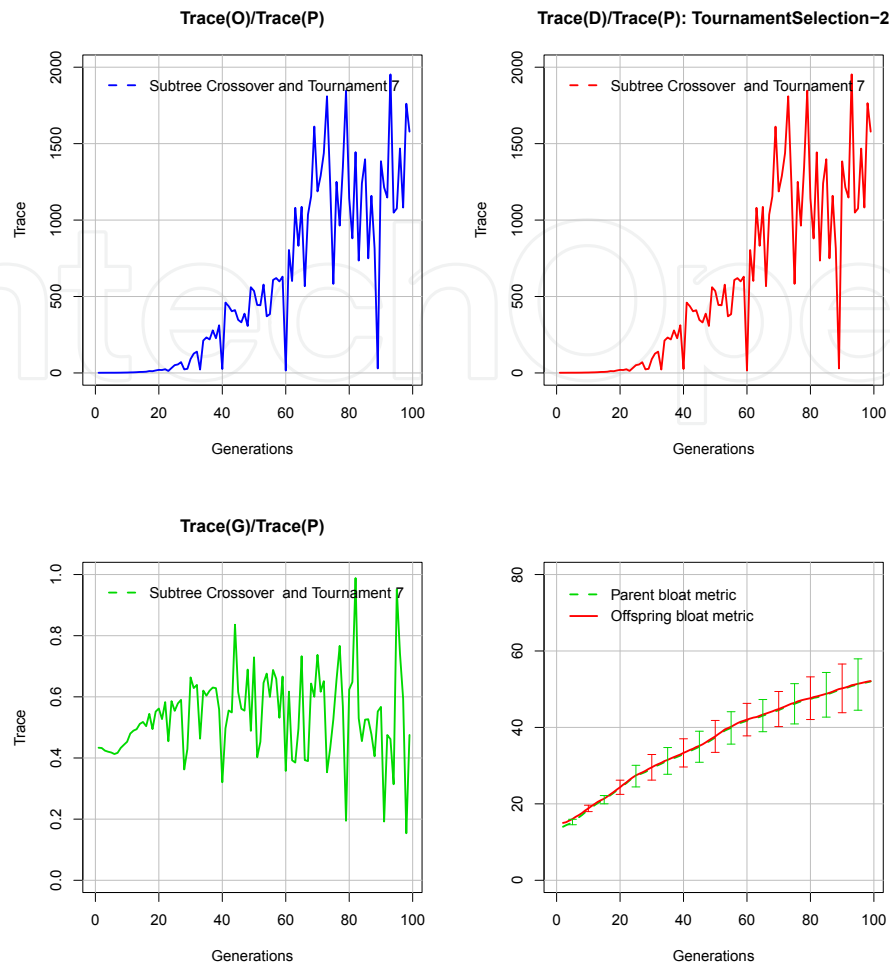 Trace(O)/Trace(P)
Subtree Crossover and Tournament 7
Trace
0 500 1000 1500 2000
0 20 40 60 80 100
Generations
Trace(D)/Trace(P): TournamentSelection−2
Subtree Crossover  and Tournament 7
Trace
0 500 1000 1500 2000
0 20 40 60 80 100
Generations
Trace(G)/Trace(P)
Subtree Crossover  and Tournament 7
Trace
0.0 0.2 0.4 0.6 0.8 1.0
0 20 40 60 80 100
Generations
Parent bloat metric
Offspring bloat metric
0 20 40 60 80
0 20 40 60 80 100
Generations
ntechOpe